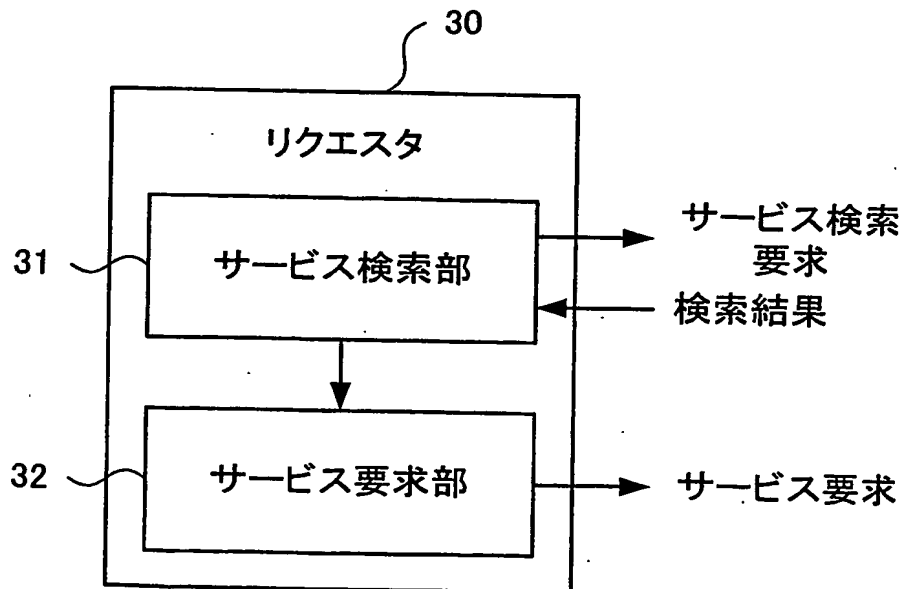 30
リクエスタ
31
サービス検索部
サービス検索
要求
検索結果
32
サービス要求部
サービス要求